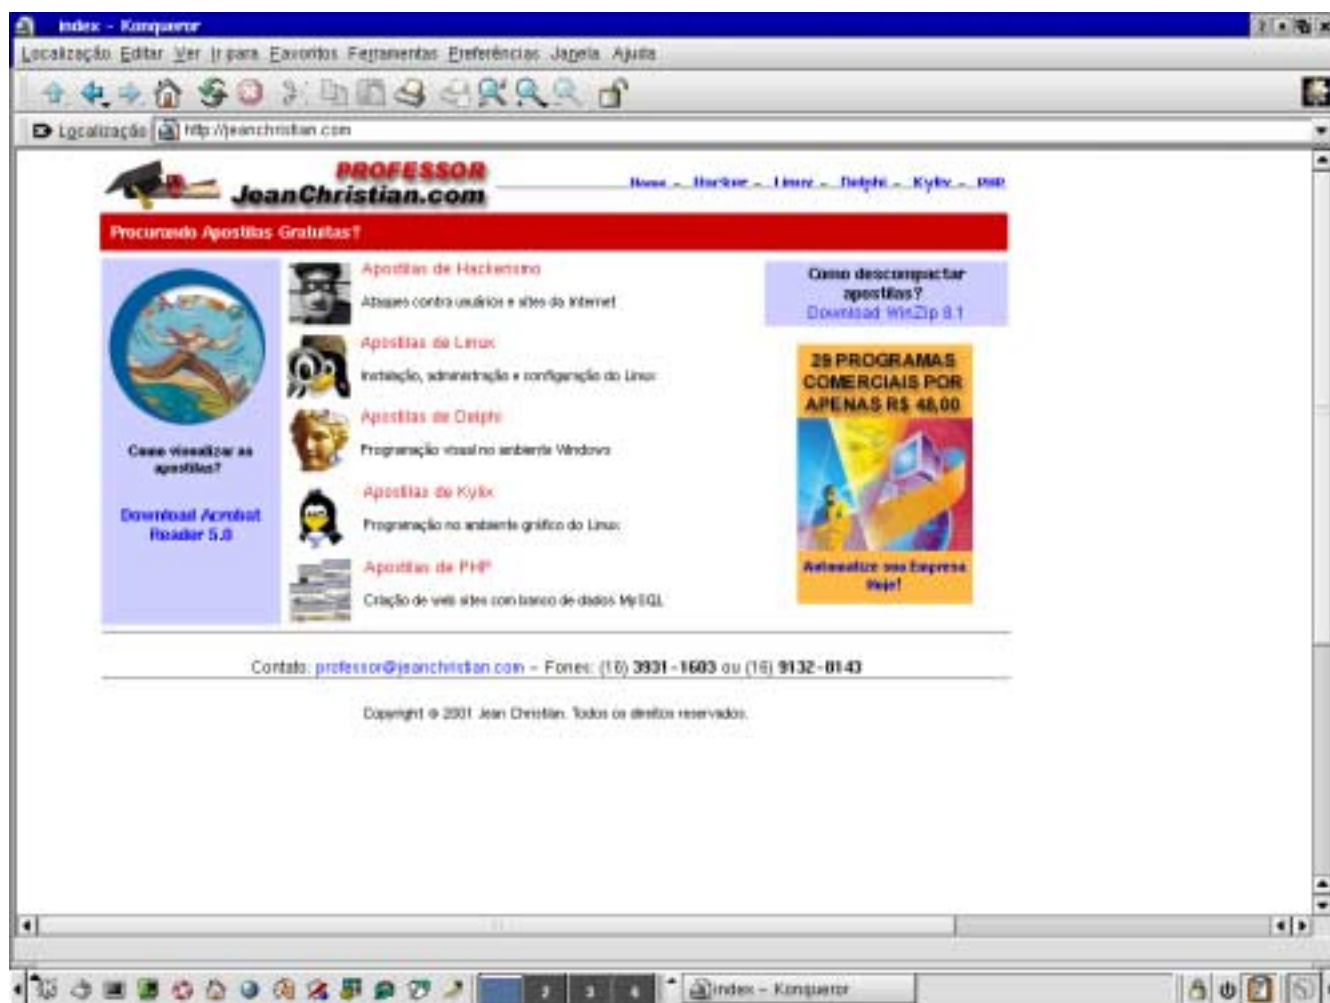 index - Konqueror
Localização Editar Ver Ir para Favoritos Ferramentas Preferências Janela Ajuda
Localização http://jeanchristian.com
PROFESSOR
JeanChristian.com
Home - Hacker - Linux - Delphi - Kylix - PHP
Procurando Apostilas Gratuitas?
Como visualizar as
apostilas?
Download Acrobat
Reader 5.0
Apostilas de Hackerismo
Ataques contra usuários e sites da Internet
Apostilas de Linux
Instalação, administração e configuração do Linux
Apostilas de Delphi
Programação visual no ambiente Windows
Apostilas de Kylix
Programação no ambiente gráfico do Linux
Apostilas de PHP
Criação de web sites com banco de dados MySQL
Como descompactar
apostilas?
Download WinZip 8.1
29 PROGRAMAS
COMERCIAIS POR
APENAS R$ 48,00
Automatize sua Empresa
Hoje!
Contato: professor@jeanchristian.com - Fones: (16) 3931-1603 ou (16) 9132-0143
Copyright © 2001 Jean Christian. Todos os direitos reservados.
2 3 4
index - Konqueror